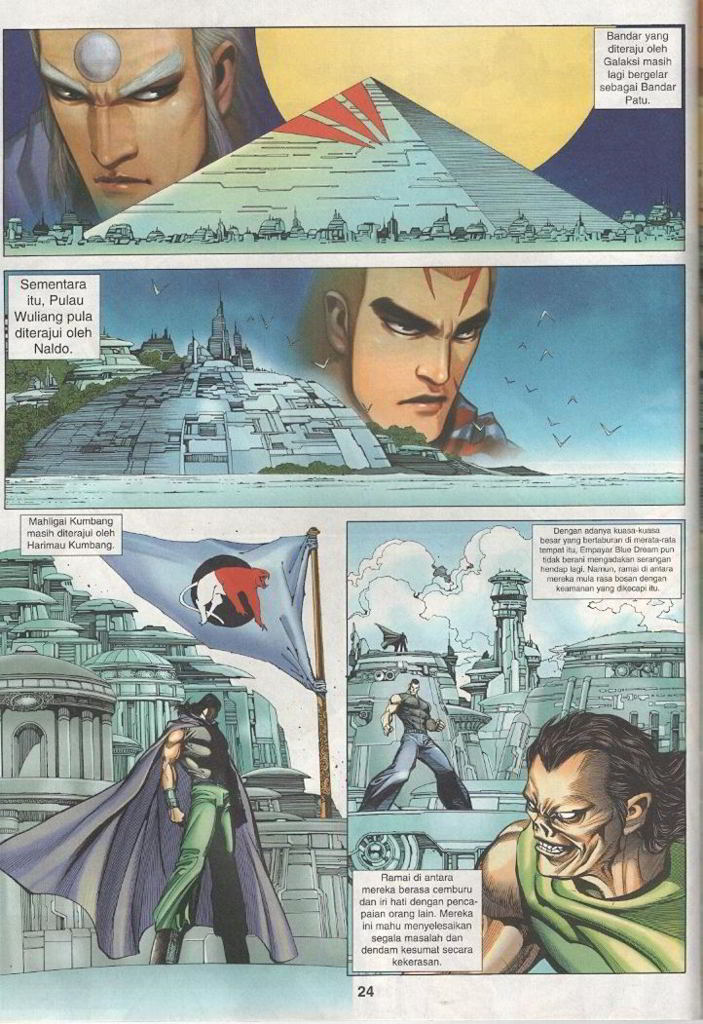 Bandar yang
diteraju oleh
Galaksi masih
lagi bergelar
sebagai Bandar
Patu.
Sementara
itu, Pulau
Wuliang pula
diterajui oleh
Naldo.
Mahligai Kumbang
masih diterajui oleh
Harimau Kumbang.
Dengan adanya kuasa-kuasa
besar yang bertaburan di merata-rata
tempat itu, Empayar Blue Dream pun
tidak berani mengadakan serangan
hendap lagi. Namun, ramai di antara
mereka mula rasa bosan dengan
keamanan yang dikecapi itu.
Ramai di antara
mereka berasa cemburu
dan iri hati dengan penca-
paian orang lain. Mereka
ini mahu menyelesaikan
segala masalah dan
dendam kesumat secara
kekerasan.
24